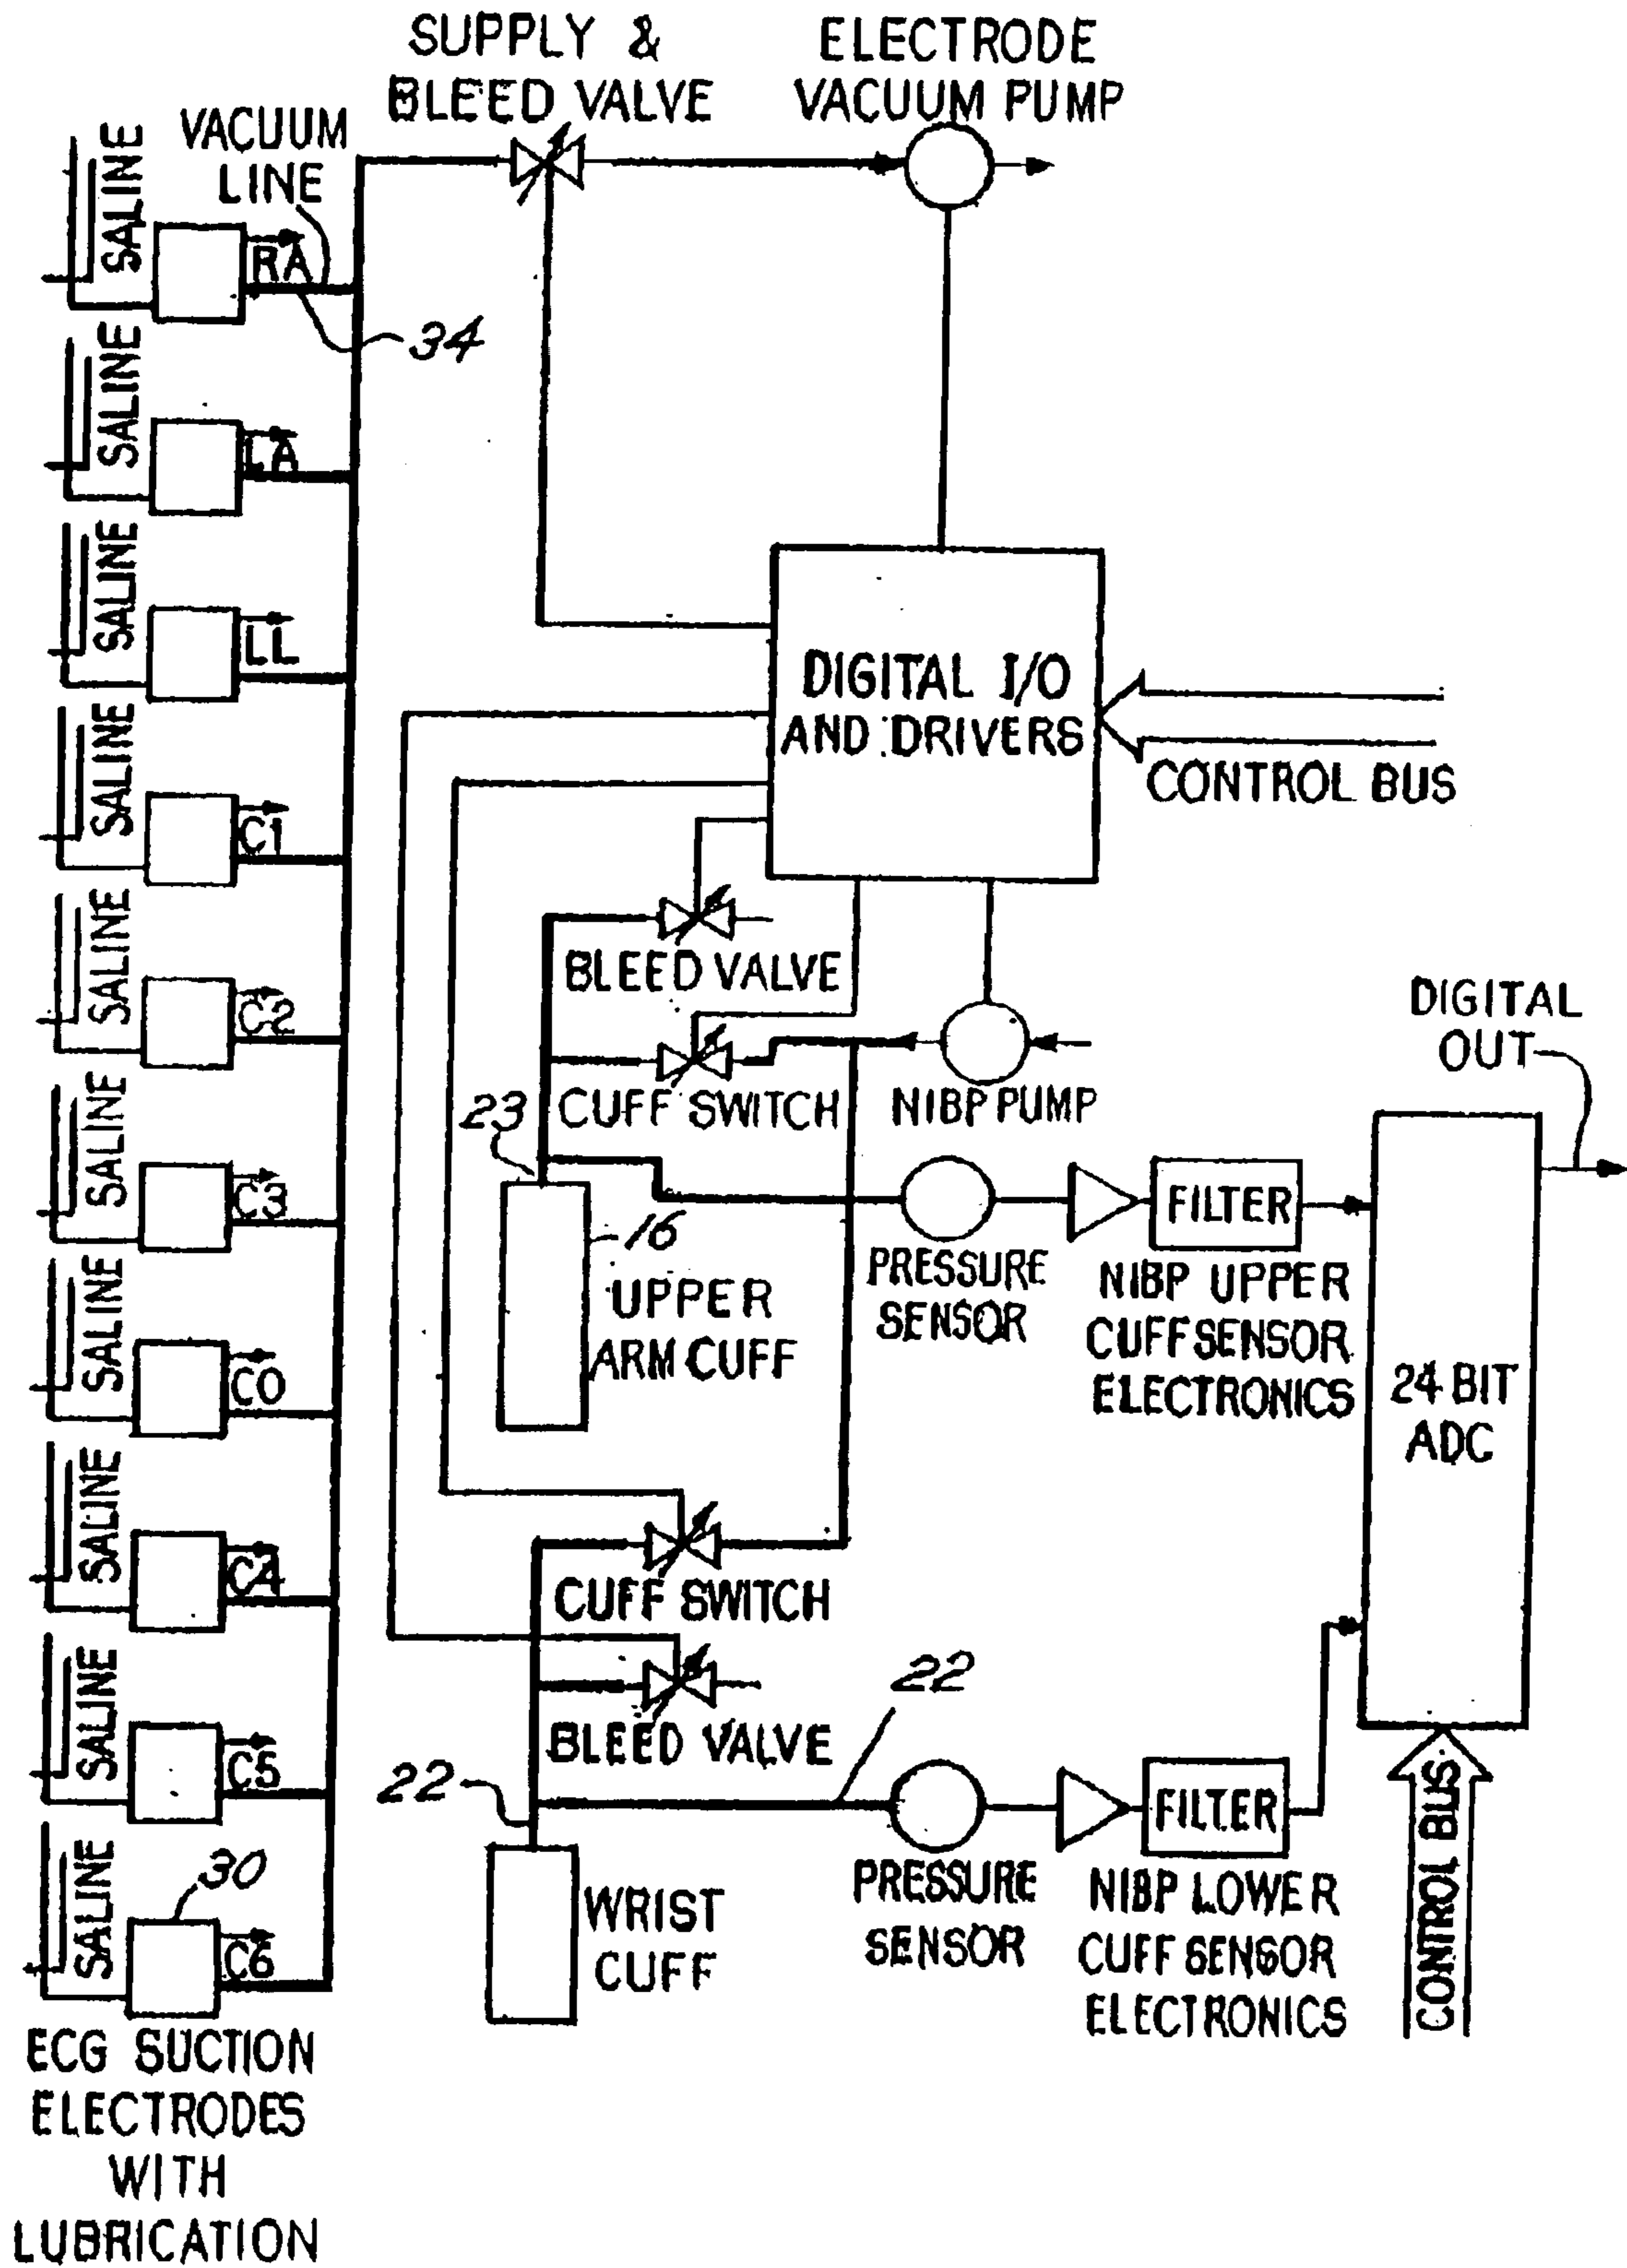 SUPPLY &
BLEED VALVE
ELECTRODE
VACUUM PUMP
VACUUM
LINE
SALINE
RA
34
SALINE
LA
SALINE
LL
SALINE
C1
SALINE
C2
SALINE
C3
SALINE
C0
SALINE
C4
SALINE
C5
SALINE
30
C6
ECG SUCTION
ELECTRODES
WITH
LUBRICATION
DIGITAL I/O
AND DRIVERS
CONTROL BUS
BLEED VALVE
CUFF SWITCH
NIBP PUMP
23
16
UPPER
ARM CUFF
PRESSURE
SENSOR
FILTER
NIBP UPPER
CUFF SENSOR
ELECTRONICS
DIGITAL
OUT
24 BIT
ADC
CUFF SWITCH
BLEED VALVE
22
22
WRIST
CUFF
PRESSURE
SENSOR
FILTER
NIBP LOWER
CUFF SENSOR
ELECTRONICS
CONTROL BUS